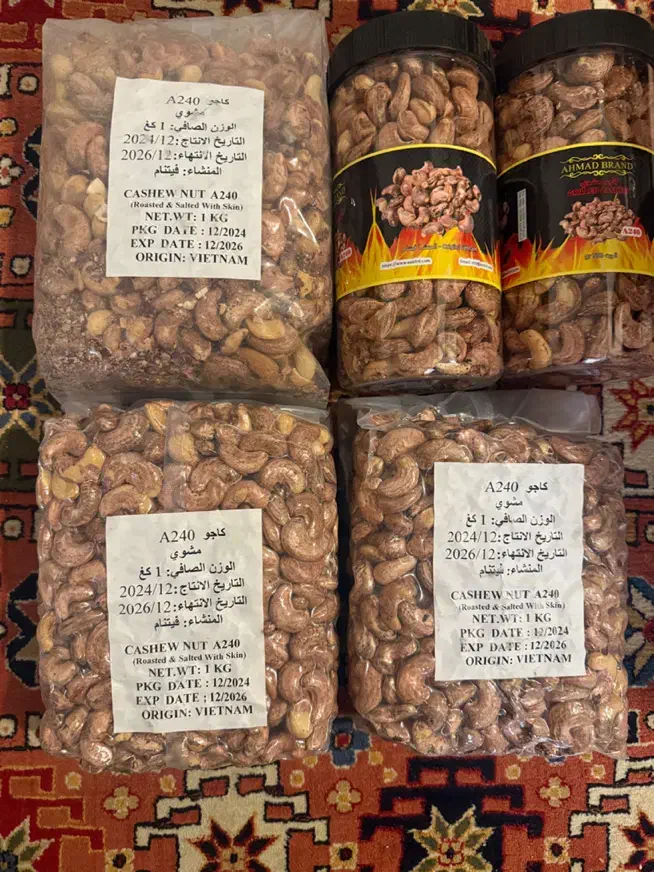 كاجو A240
مشوي
الوزن الصافي: 1 كغ
التاريخ الانتاج: 2024/12
التاريخ الانتهاء: 2026/12
المنشاء: فيتنام
CASHEW NUT A240
(Roasted & Salted With Skin)
NET.WT: 1 KG
PKG DATE : 12/2024
EXP DATE : 12/2026
ORIGIN: VIETNAM
AHMAD BRAND
A240
كاجو A240
مشوي
الوزن الصافي: 1 كغ
التاريخ الانتاج: 2024/12
التاريخ الانتهاء: 2026/12
المنشاء: فيتنام
CASHEW NUT A240
(Roasted & Salted With Skin)
NET.WT: 1 KG
PKG DATE : 12/2024
EXP DATE : 12/2026
ORIGIN: VIETNAM
كاجو A240
مشوي
الوزن الصافي: 1 كغ
التاريخ الانتاج: 2024/12
التاريخ الانتهاء: 2026/12
المنشاء: فيتنام
CASHEW NUT A240
(Roasted & Salted With Skin)
NET.WT: 1 KG
PKG DATE : 12/2024
EXP DATE : 12/2026
ORIGIN: VIETNAM